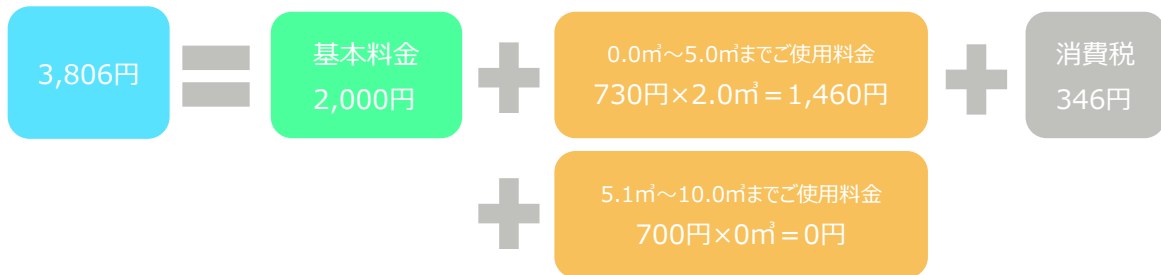 3,806円
基本料金
2,000円
0.0㎥～5.0㎥までご使用料金
730円×2.0㎥＝1,460円
消費税
346円
5.1㎥～10.0㎥までご使用料金
700円×0㎥＝0円